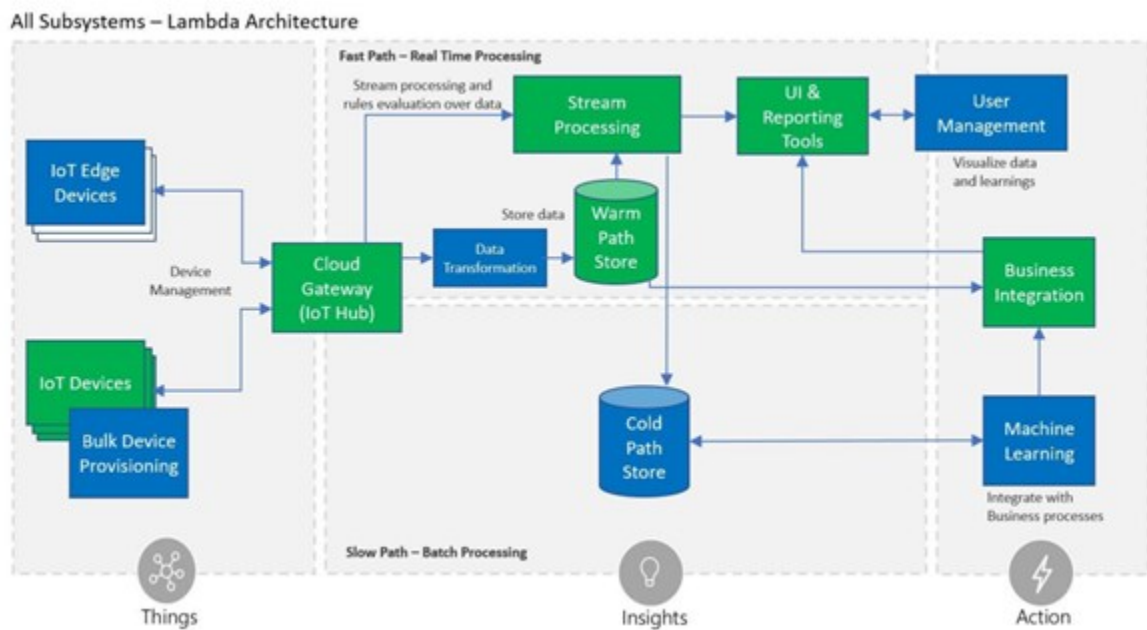 All Subsystems – Lambda Architecture
Fast Path – Real Time Processing
Stream processing and
rules evaluation over data
Stream
Processing
UI &
Reporting
Tools
User
Management
Visualize data
and learnings
IoT Edge
Devices
Store data
Warm
Path
Store
Data
Transformation
Device
Management
Cloud
Gateway
(IoT Hub)
Business
Integration
IoT Devices
Bulk Device
Provisioning
Cold
Path
Store
Machine
Learning
Integrate with
Business processes
Slow Path – Batch Processing
Things
Insights
Action